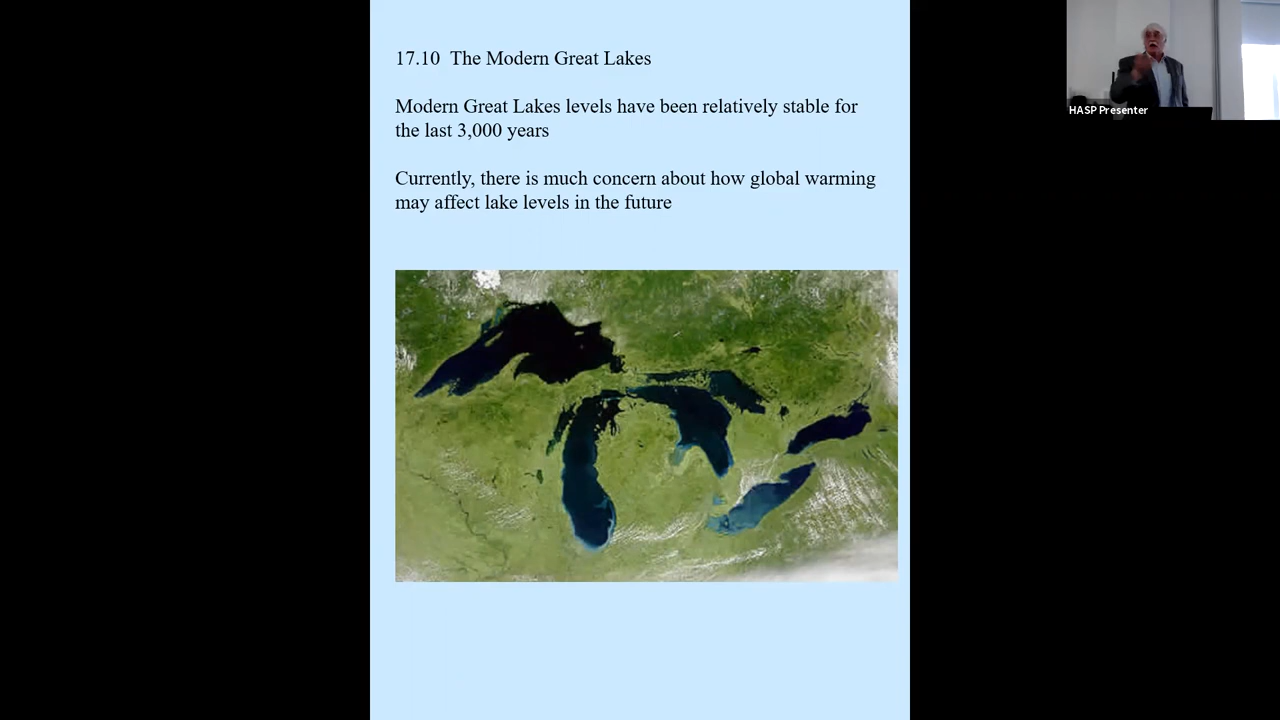 17.10 The Modern Great Lakes
Modern Great Lakes levels have been relatively stable for
the last 3,000 years
Currently, there is much concern about how global warming
may affect lake levels in the future
HASP Presenter